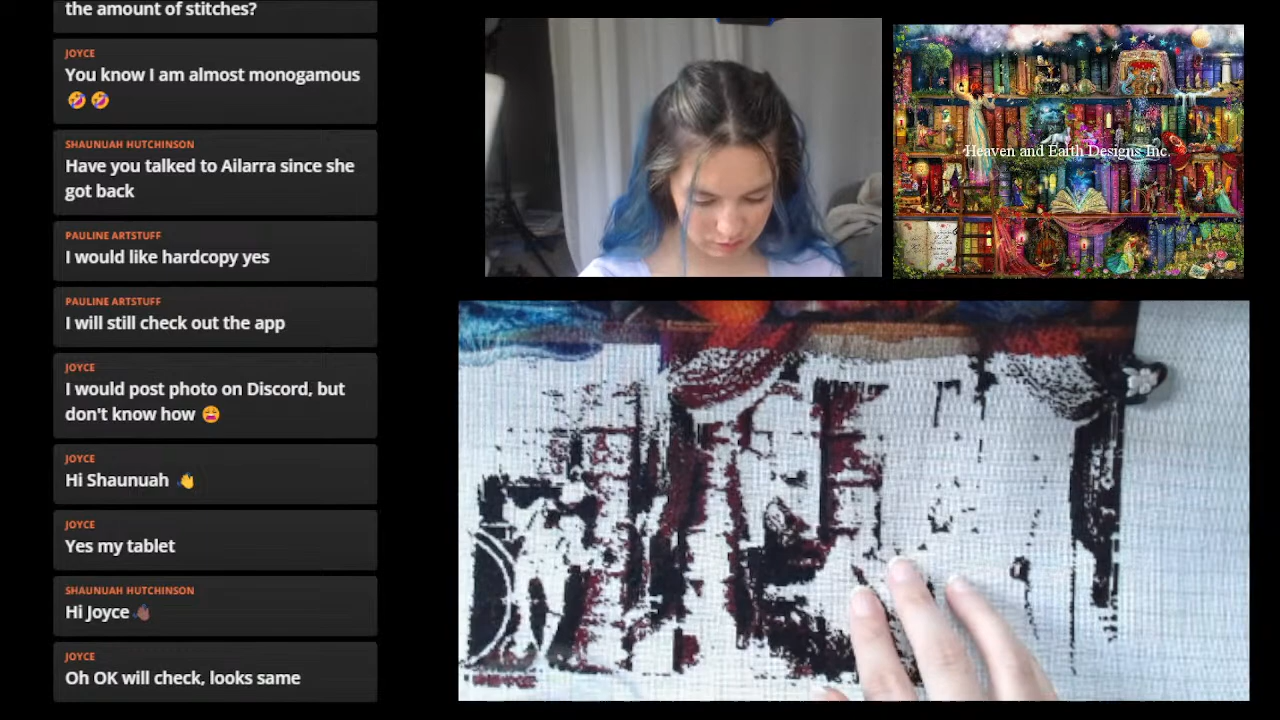 the amount of stitches?
JOYCE
You know I am almost monogamous
🤣 🤣
SHAUNUAH HUTCHINSON
Have you talked to Ailarra since she
got back
PAULINE ARTSTUFF
I would like hardcopy yes
PAULINE ARTSTUFF
I will still check out the app
JOYCE
I would post photo on Discord, but
don't know how 😩
JOYCE
Hi Shaunuah 👋
JOYCE
Yes my tablet
SHAUNUAH HUTCHINSON
Hi Joyce 👋🏿
JOYCE
Oh OK will check, looks same
Heaven and Earth Designs Inc.